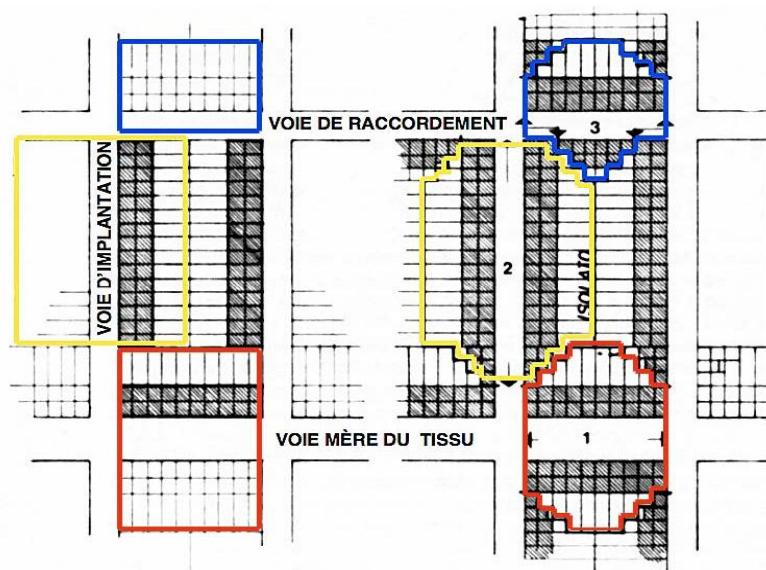 VOIE DE RACCORDEMENT
3
VOIE D'IMPLANTATION
2
ISOLATO
VOIE MÈRE DU TISSU
1